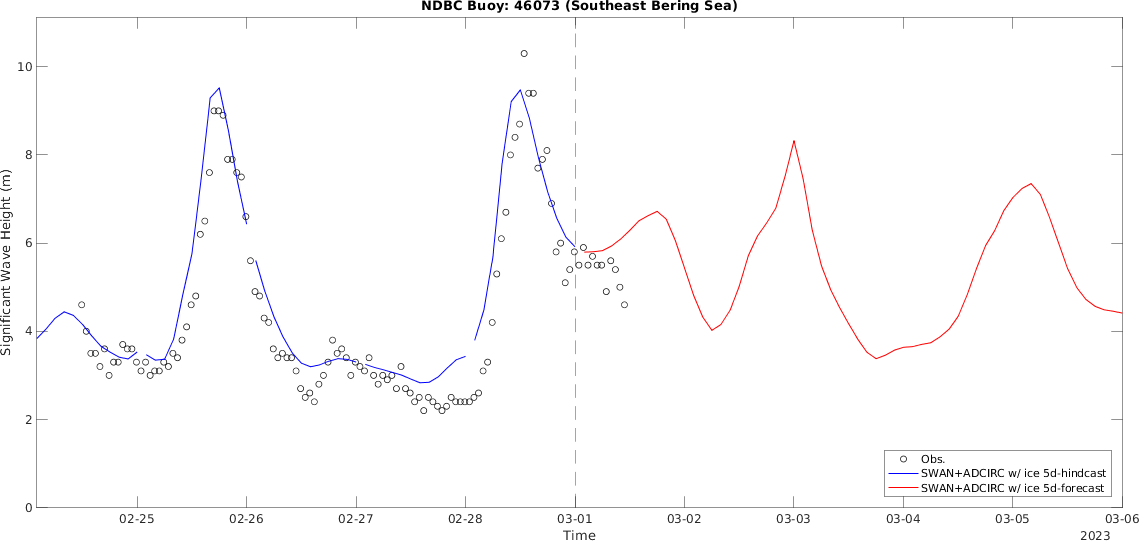 NDBC Buoy: 46073 (Southeast Bering Sea)
Significant Wave Height (m)
10
8
6
4
2
0
Obs.
SWAN+ADCIRC w/ ice 5d-hindcast
SWAN+ADCIRC w/ ice 5d-forecast
02-25 02-26 02-27 02-28 03-01 03-02 03-03 03-04 03-05 03-06
Time
2023